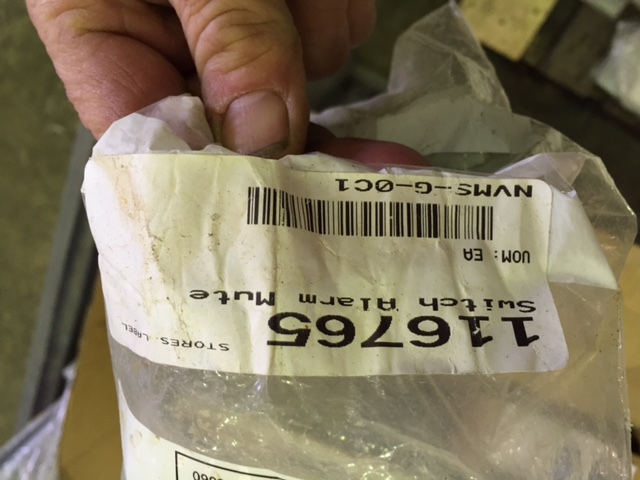 116765 STORES LABEL
Switch Alarm Mute
UOM: EA
NVMS-G-0C1